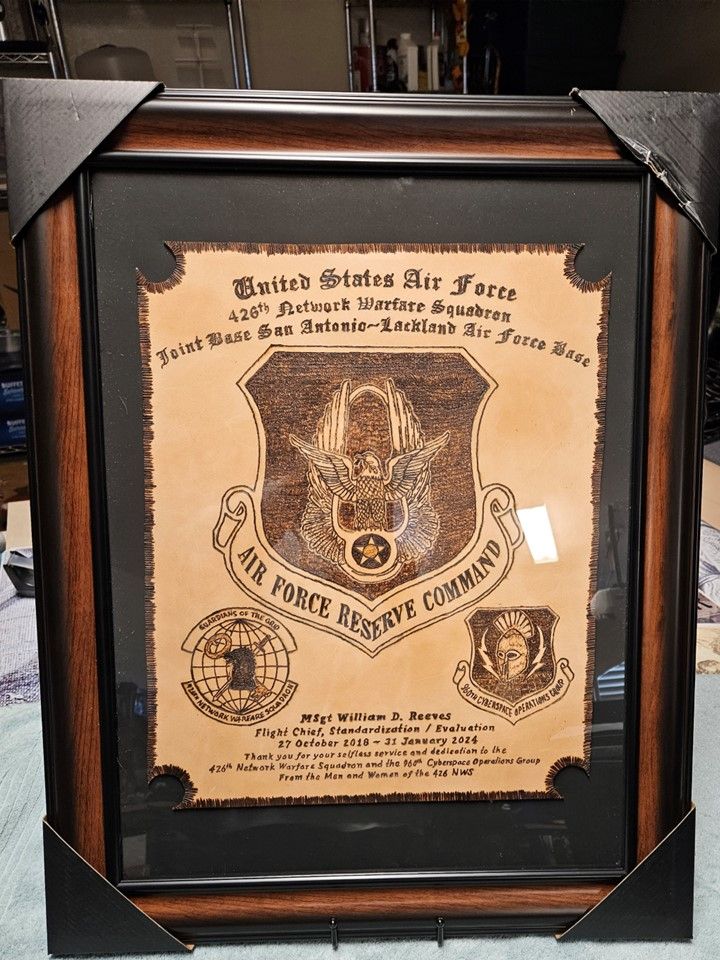 United States Air Force
426th Network Warfare Squadron
Joint Base San Antonio~Lackland Air Force Base
AIR FORCE RESERVE COMMAND
GUARDIANS OF THE GRID
426th NETWORK WARFARE SQUADRON
960th CYBERSPACE OPERATIONS GROUP
MSgt William D. Reeves
Flight Chief, Standardization / Evaluation
27 October 2018 ~ 31 January 2024
Thank you for your selfless service and dedication to the
426th Network Warfare Squadron and the 960th Cyberspace Operations Group
From the Men and Women of the 426 NWS